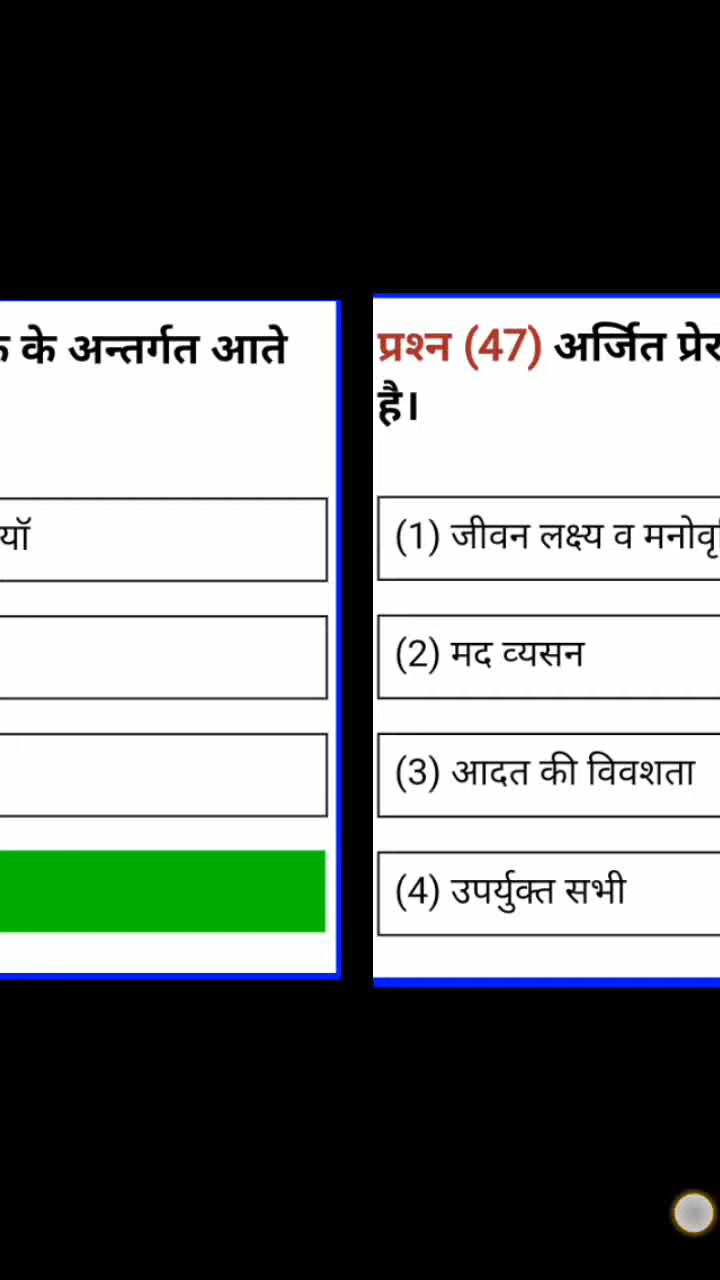 के अन्तर्गत आते
याॅ
प्रश्न (47) अर्जित
है।
(1) जीवन लक्ष्य व
(2) मद व्यसन
(3) आदत की विवशता
(4) उपर्युक्त सभी